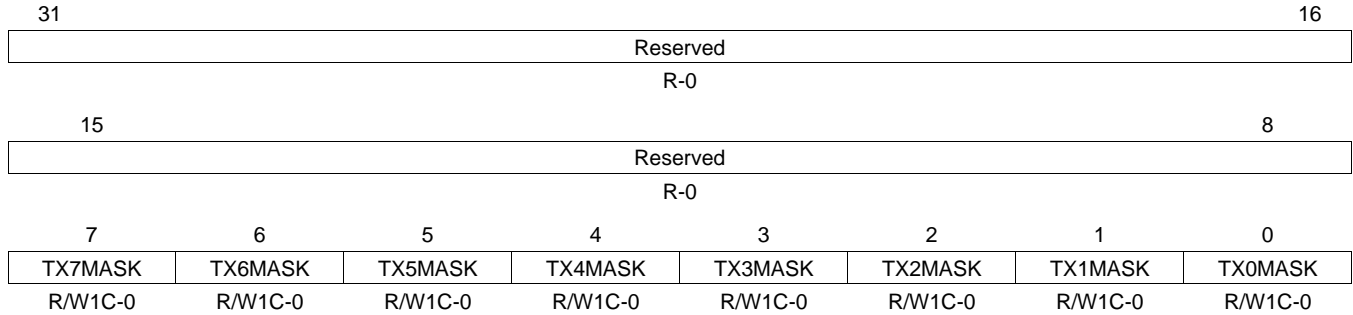 31 16
Reserved
R-0
15 8
Reserved
R-0
7 6 5 4 3 2 1 0
TX7MASK TX6MASK TX5MASK TX4MASK TX3MASK TX2MASK TX1MASK TX0MASK
R/W1C-0 R/W1C-0 R/W1C-0 R/W1C-0 R/W1C-0 R/W1C-0 R/W1C-0 R/W1C-0